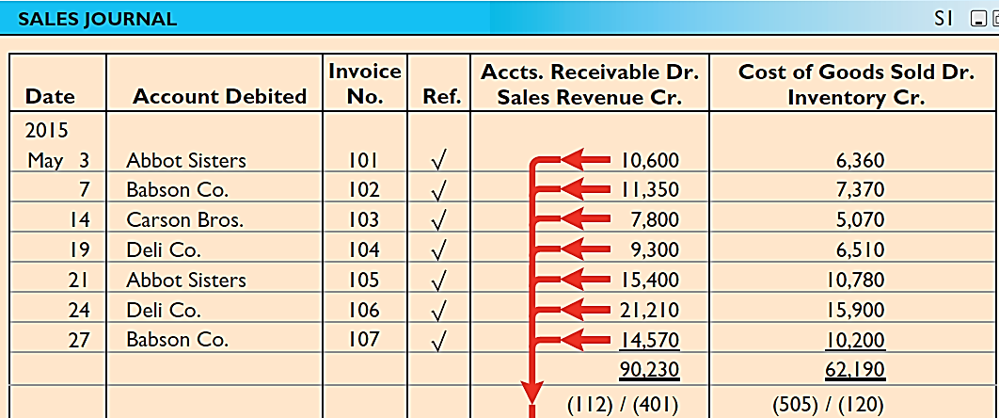 SALES JOURNAL S1
Invoice Accts. Receivable Dr. Cost of Goods Sold Dr.
Date Account Debited No. Ref. Sales Revenue Cr. Inventory Cr.
2015
May 3 Abbot Sisters 101 √ 10,600 6,360
7 Babson Co. 102 √ 11,350 7,370
14 Carson Bros. 103 √ 7,800 5,070
19 Deli Co. 104 √ 9,300 6,510
21 Abbot Sisters 105 √ 15,400 10,780
24 Deli Co. 106 √ 21,210 15,900
27 Babson Co. 107 √ 14,570 10,200
90,230 62,190
(112) / (401) (505) / (120)